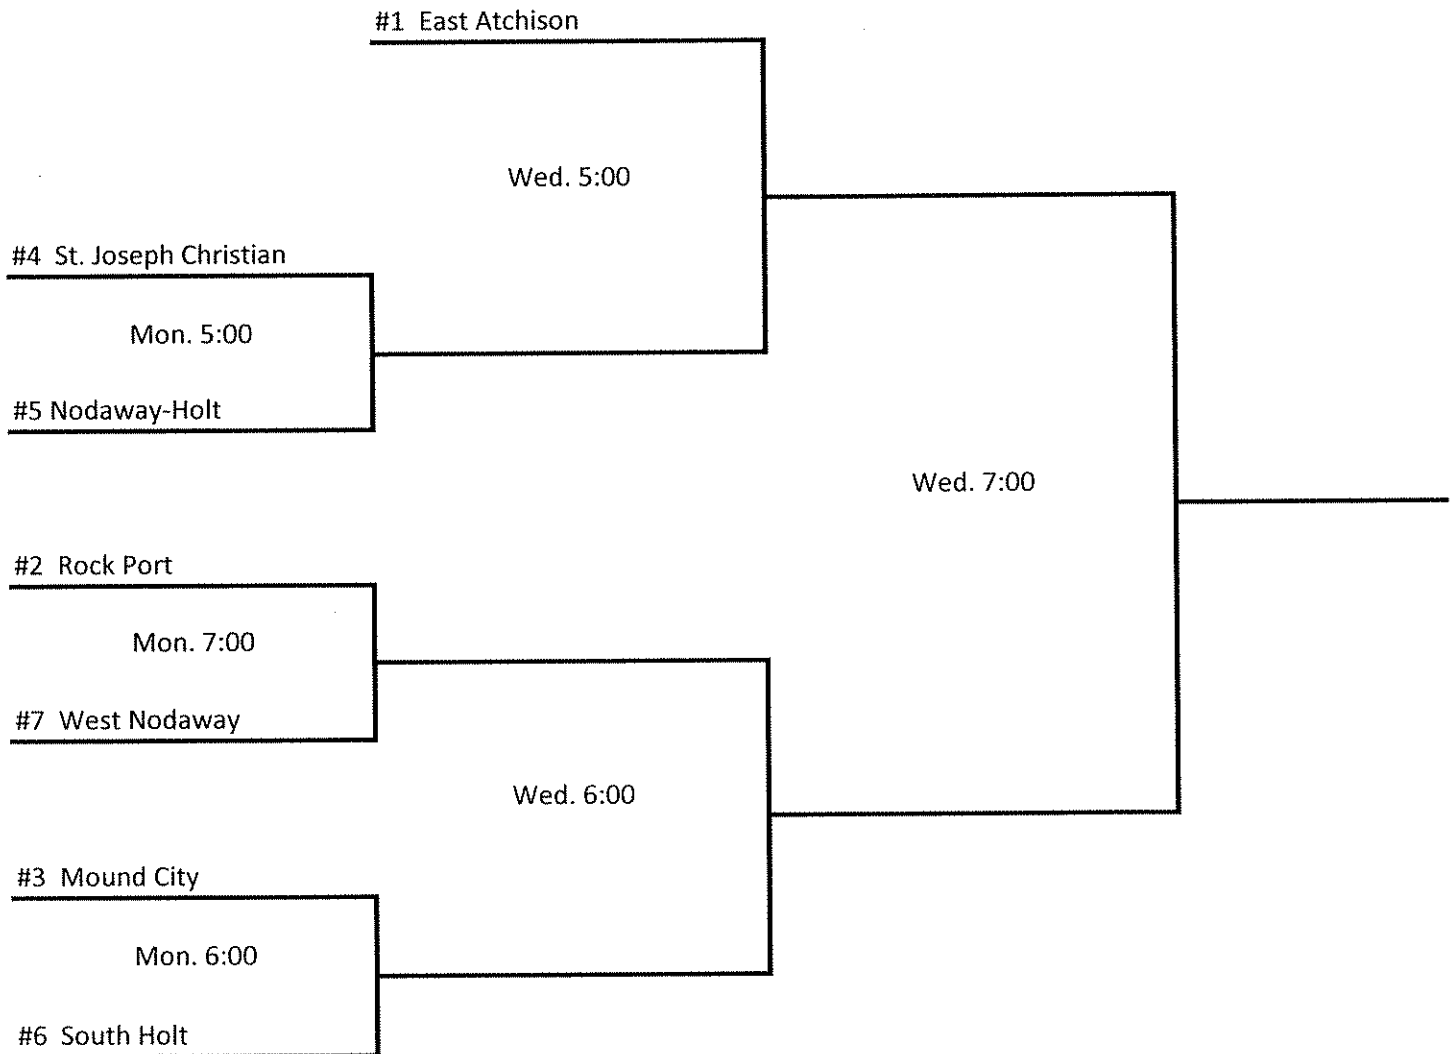 #1  East Atchison
Wed. 5:00
#4  St. Joseph Christian
Mon. 5:00
#5 Nodaway-Holt
Wed. 7:00
#2  Rock Port
Mon. 7:00
#7  West Nodaway
Wed. 6:00
#3  Mound City
Mon. 6:00
#6  South Holt